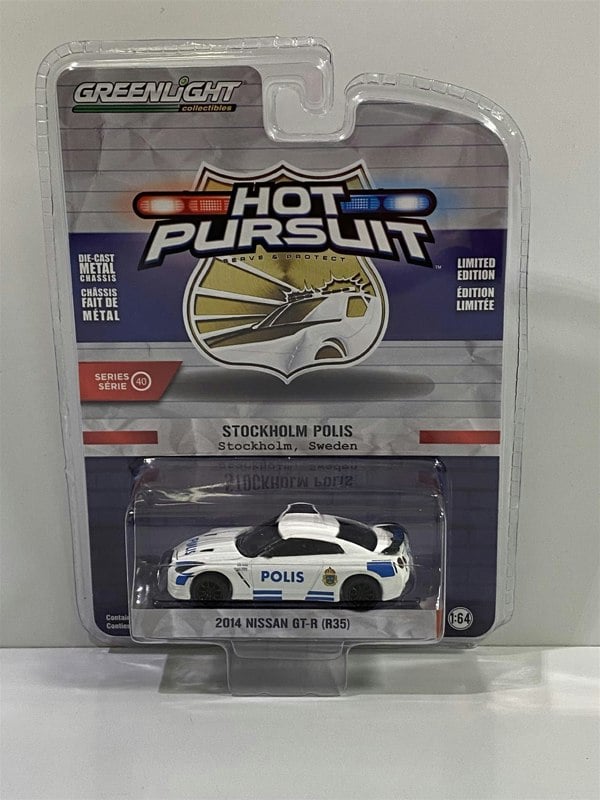 GREENLiGHT
collectibles
HOT
PURSUIT
™
SERVE & PROTECT
DIE-CAST
METAL
CHASSIS
CHÂSSIS
FAIT DE
MÉTAL
LIMITED
EDITION
ÉDITION
LIMITÉE
SERIES
SÉRIE 40
STOCKHOLM POLIS
Stockholm, Sweden
POLIS
2014 NISSAN GT-R (R35)
1:64